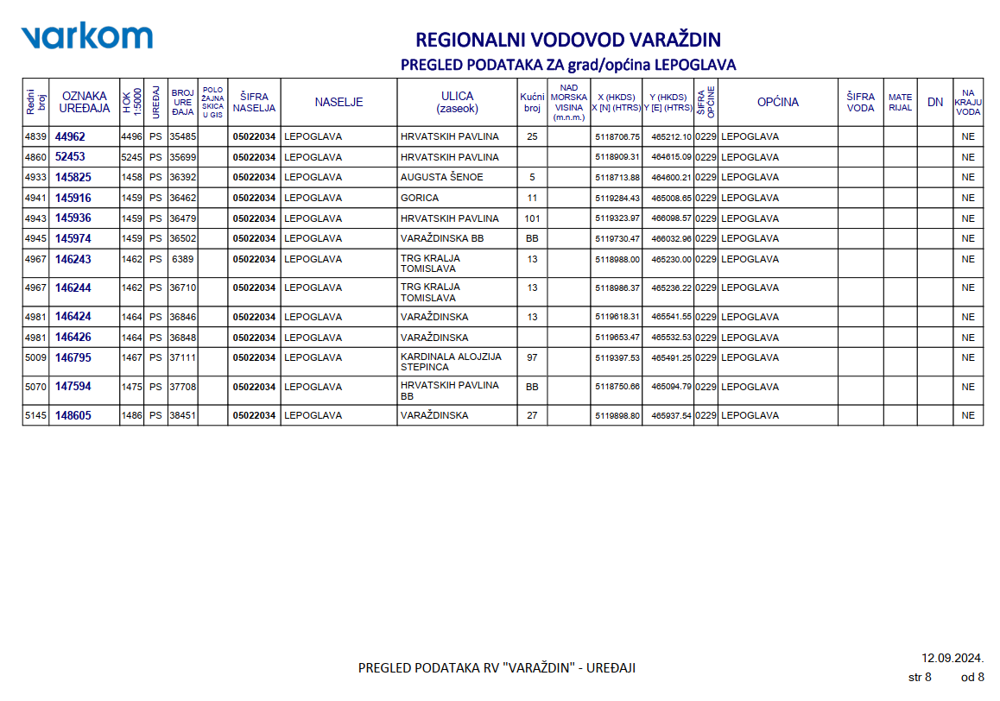 varkom
REGIONALNI VODOVOD VARAŽDIN
PREGLED PODATAKA ZA grad/općina LEPOGLAVA
Redni broj OZNAKA UREĐAJA HOK 1:5000 UREĐAJ BROJ URE ĐAJA POLO ŽAJNA SKICA U GIS ŠIFRA NASELJA NASELJE ULICA (zaseok) Kućni broj NAD MORSKA VISINA (m.n.m.) X (HKDS) X [N] (HTRS) Y (HKDS) Y [E] (HTRS) ŠIFRA OPĆINE OPĆINA ŠIFRA VODA MATE RIJAL DN NA KRAJU VODA
4839 44962 4496 PS 35485 05022034 LEPOGLAVA HRVATSKIH PAVLINA 25 5118706.75 465212.10 0229 LEPOGLAVA NE
4860 52453 5245 PS 35699 05022034 LEPOGLAVA HRVATSKIH PAVLINA 5118909.31 464615.09 0229 LEPOGLAVA NE
4933 145825 1458 PS 36392 05022034 LEPOGLAVA AUGUSTA ŠENOE 5 5118713.88 464600.21 0229 LEPOGLAVA NE
4941 145916 1459 PS 36462 05022034 LEPOGLAVA GORICA 11 5119284.43 465008.65 0229 LEPOGLAVA NE
4943 145936 1459 PS 36479 05022034 LEPOGLAVA HRVATSKIH PAVLINA 101 5119323.97 466098.57 0229 LEPOGLAVA NE
4945 145974 1459 PS 36502 05022034 LEPOGLAVA VARAŽDINSKA BB BB 5119730.47 466032.96 0229 LEPOGLAVA NE
4967 146243 1462 PS 6389 05022034 LEPOGLAVA TRG KRALJA TOMISLAVA 13 5118988.00 465230.00 0229 LEPOGLAVA NE
4967 146244 1462 PS 36710 05022034 LEPOGLAVA TRG KRALJA TOMISLAVA 13 5118986.37 465236.22 0229 LEPOGLAVA NE
4981 146424 1464 PS 36846 05022034 LEPOGLAVA VARAŽDINSKA 13 5119618.31 465541.55 0229 LEPOGLAVA NE
4981 146426 1464 PS 36848 05022034 LEPOGLAVA VARAŽDINSKA 5119653.47 465532.53 0229 LEPOGLAVA NE
5009 146795 1467 PS 37111 05022034 LEPOGLAVA KARDINALA ALOJZIJA STEPINCA 97 5119397.53 465491.25 0229 LEPOGLAVA NE
5070 147594 1475 PS 37708 05022034 LEPOGLAVA HRVATSKIH PAVLINA BB BB 5118750.66 465094.79 0229 LEPOGLAVA NE
5145 148605 1486 PS 38451 05022034 LEPOGLAVA VARAŽDINSKA 27 5119898.80 465937.54 0229 LEPOGLAVA NE
12.09.2024.
PREGLED PODATAKA RV "VARAŽDIN" - UREĐAJI
str 8 od 8